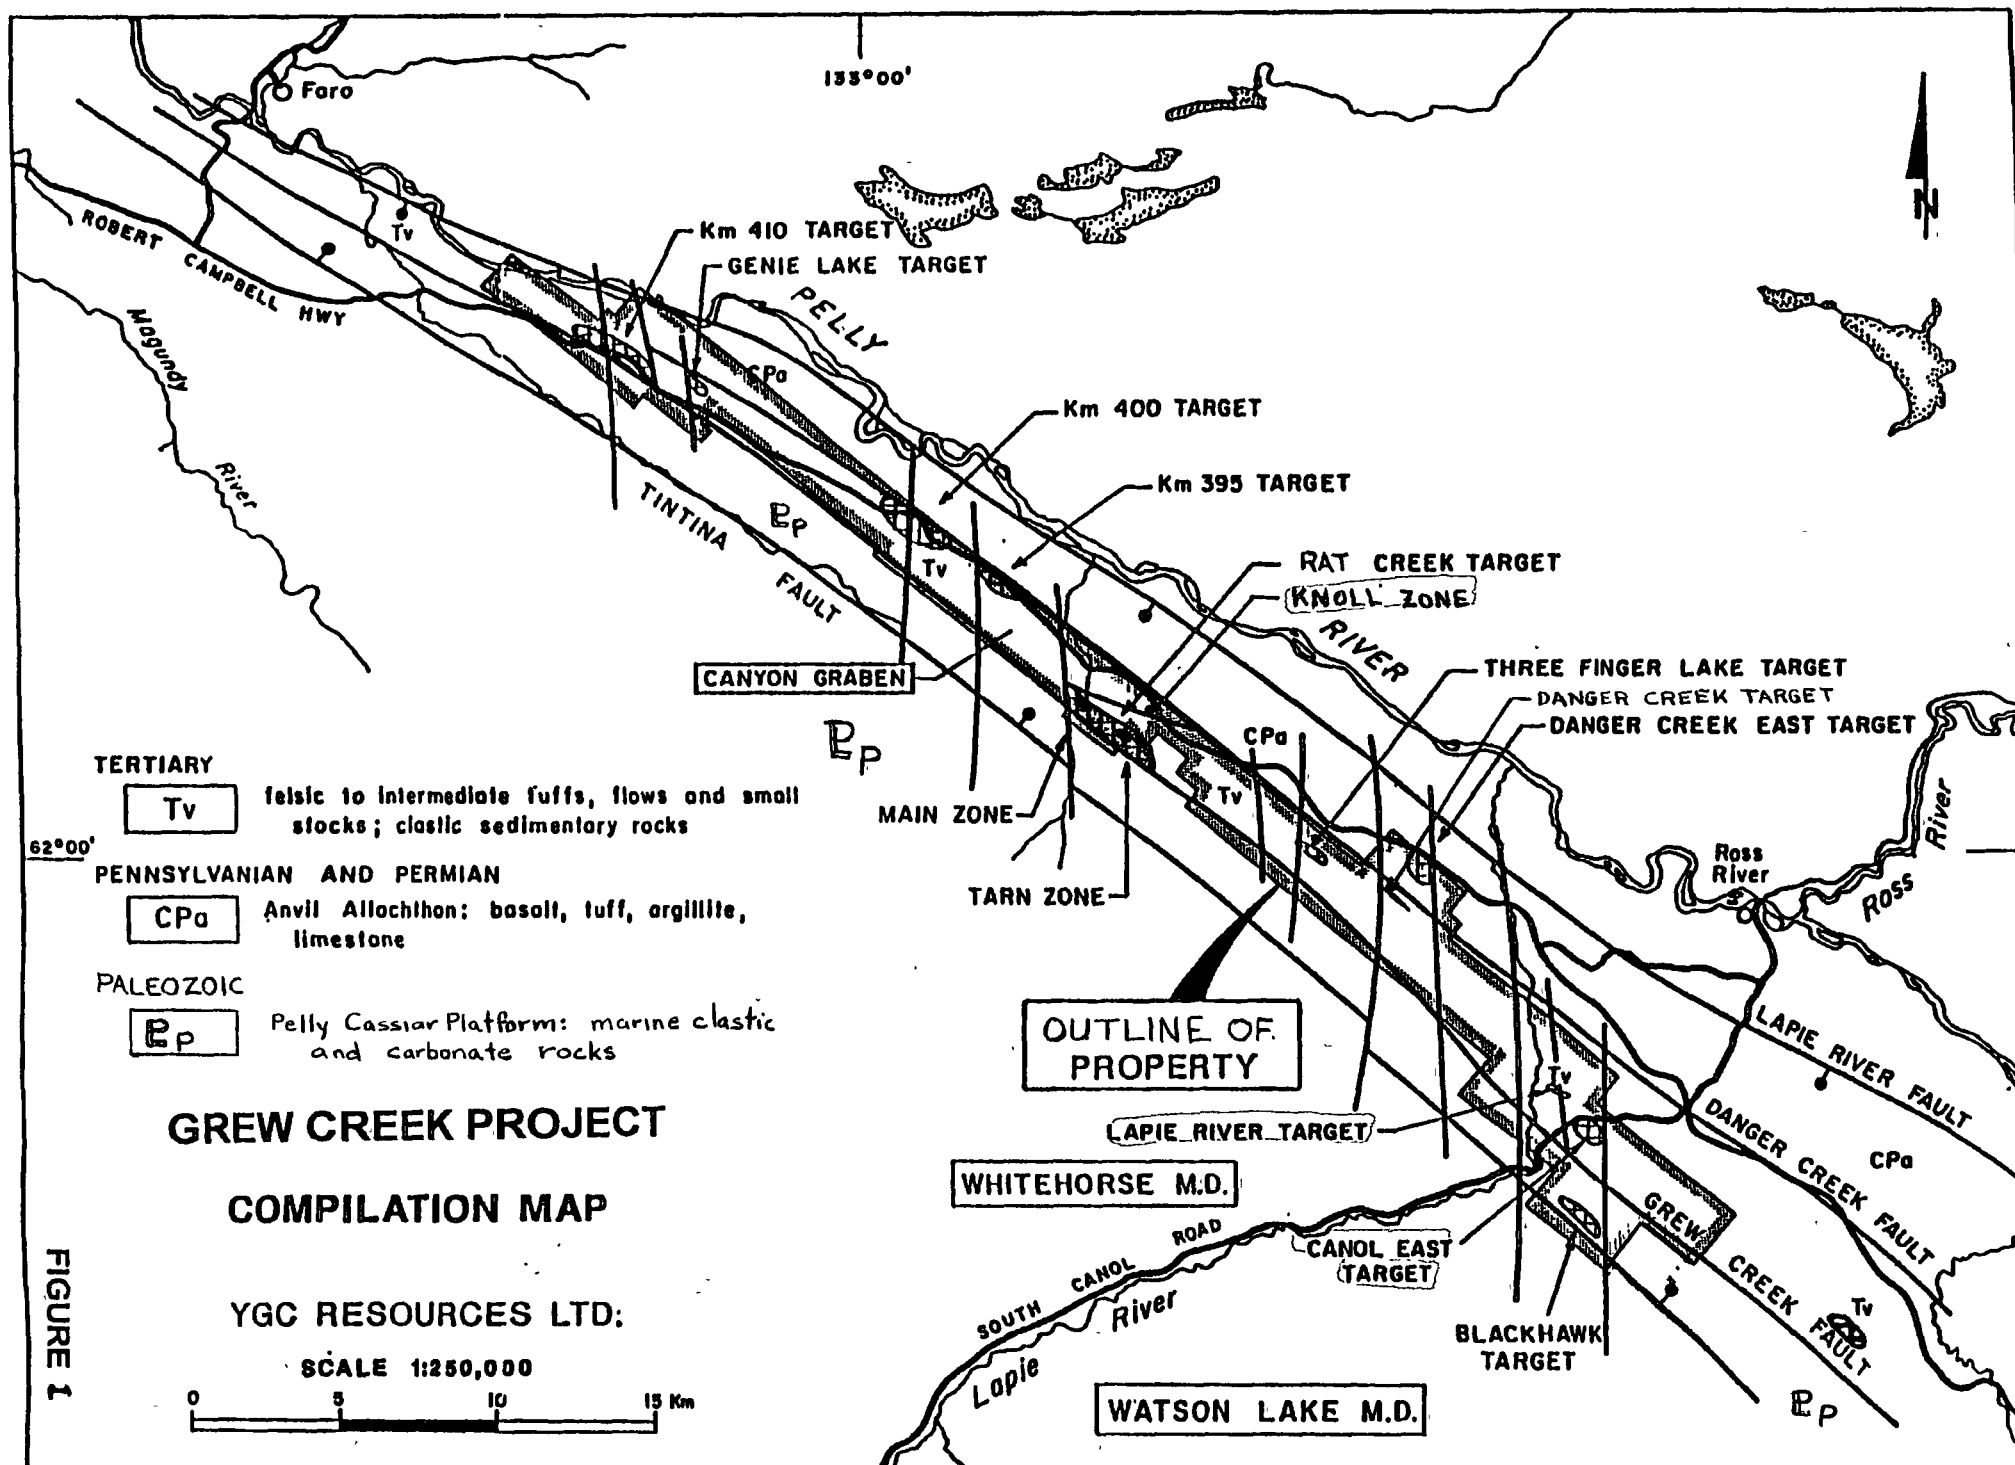 Faro
133°00'
N
Tv
Km 410 TARGET
GENIE LAKE TARGET
ROBERT CAMPBELL HWY
PELLY
Magundy
River
CPa
Km 400 TARGET
Km 395 TARGET
TINTINA FAULT
Pp
Tv
RAT CREEK TARGET
KNOLL ZONE
RIVER
CANYON GRABEN
THREE FINGER LAKE TARGET
DANGER CREEK TARGET
DANGER CREEK EAST TARGET
Pp
CPa
Tv
MAIN ZONE
TARN ZONE
Ross
River
ROSS
River
TERTIARY
Tv
felsic to intermediate tuffs, flows and small
stocks; clastic sedimentary rocks
62°00'
PENNSYLVANIAN AND PERMIAN
CPa
Anvil Allochthon: basalt, tuff, argillite,
limestone
PALEOZOIC
Pp
Pelly Cassiar Platform: marine clastic
and carbonate rocks
OUTLINE OF
PROPERTY
LAPIE RIVER FAULT
Tv
LAPIE RIVER TARGET
DANGER CREEK FAULT
CPa
GREW CREEK PROJECT
COMPILATION MAP
WHITEHORSE M.D.
GREW CREEK FAULT
CANOL EAST
TARGET
SOUTH CANOL ROAD
Lapie River
BLACKHAWK
TARGET
Tv
Pp
WATSON LAKE M.D.
YGC RESOURCES LTD:
SCALE 1:250,000
0 5 10 15 Km
FIGURE 1